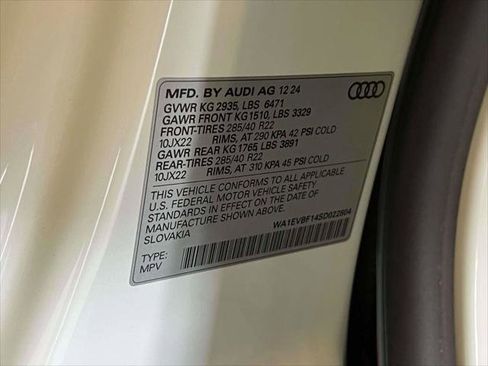 MFD. BY AUDI AG 12 24
GVWR KG 2935, LBS 6471
GAWR FRONT KG1510, LBS 3329
FRONT-TIRES 285/40 R22
10JX22 RIMS, AT 290 KPA 42 PSI COLD
GAWR REAR KG 1765 LBS 3891
REAR-TIRES 285/40 R22
10JX22 RIMS, AT 310 KPA 45 PSI COLD
THIS VEHICLE CONFORMS TO ALL APPLICABLE
U.S. FEDERAL MOTOR VEHICLE SAFETY
STANDARDS IN EFFECT ON THE DATE OF
MANUFACTURE SHOWN ABOVE.
SLOVAKIA
WA1EVBF14SD022804
TYPE:
MPV